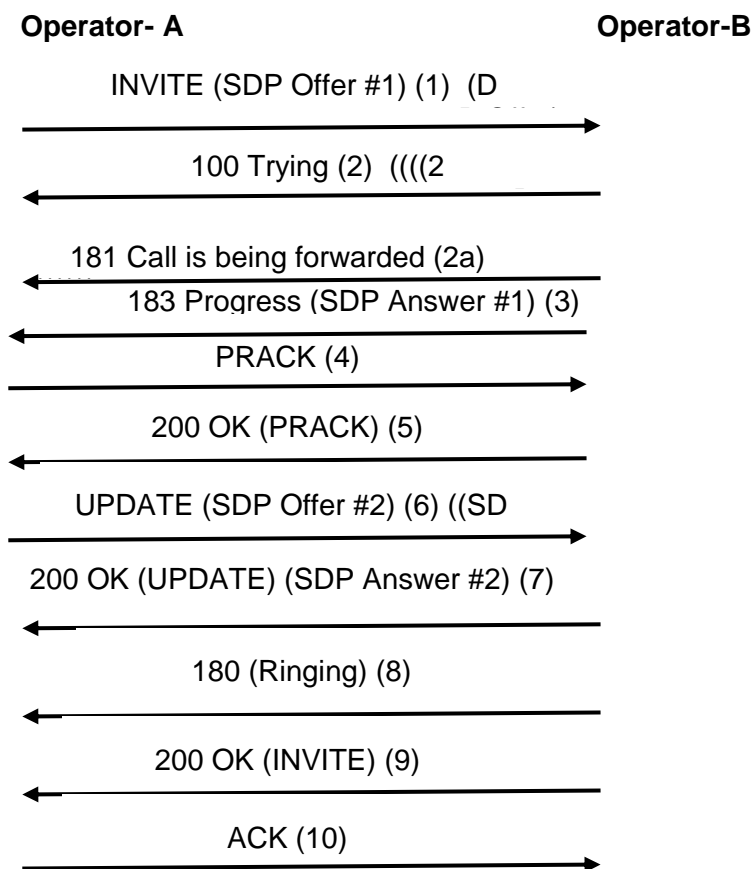 Operator- A Operator-B
INVITE (SDP Offer #1) (1) (D
100 Trying (2) ((((2
181 Call is being forwarded (2a)
183 Progress (SDP Answer #1) (3)
PRACK (4)
200 OK (PRACK) (5)
UPDATE (SDP Offer #2) (6) ((SD
200 OK (UPDATE) (SDP Answer #2) (7)
180 (Ringing) (8)
200 OK (INVITE) (9)
ACK (10)